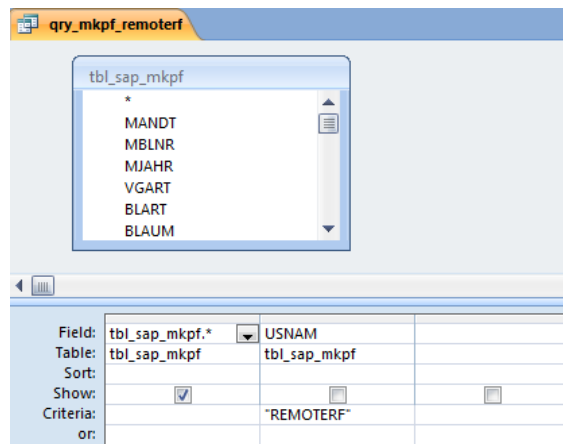 qry_mkpf_remoterf
tbl_sap_mkpf
*
MANDT
MBLNR
MJAHR
VGART
BLART
BLAUM
Field: tbl_sap_mkpf.* USNAM
Table: tbl_sap_mkpf tbl_sap_mkpf
Sort:
Show:
Criteria: "REMOTERF"
or: